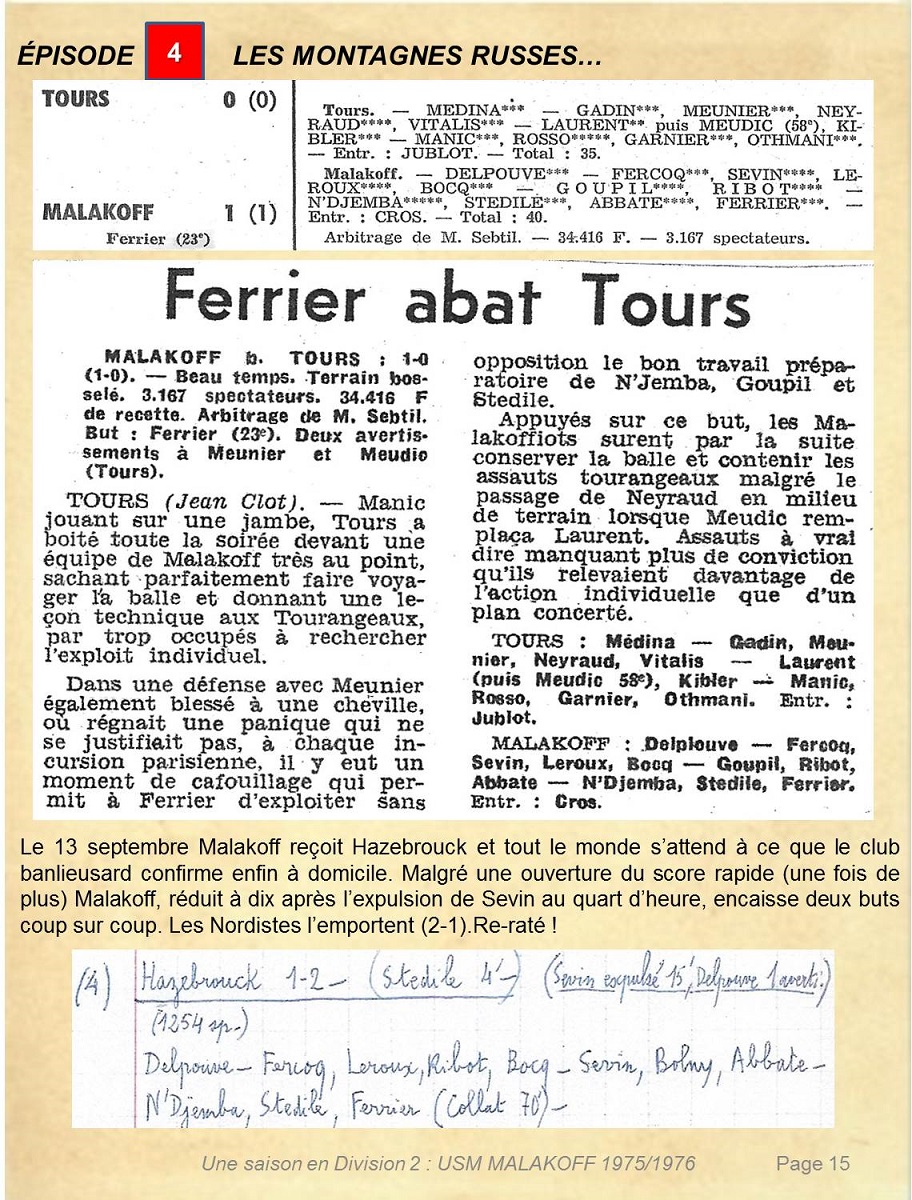 ÉPISODE 4 LES MONTAGNES RUSSES…
TOURS 0 (0)
MALAKOFF 1 (1)
Ferrier (23e)
Tours. — MEDINA*** — GADIN***, MEUNIER***, NEY-
RAUD****, VITALIS*** — LAURENT** puis MEUDIC (58e), KI-
BLER*** — MANIC***, ROSSO*****, GARNIER***, OTHMANI***.
— Entr. : JUBLOT. — Total : 35.
Malakoff. — DELPOUVE*** — FERCOQ***, SEVIN****, LE-
ROUX****, BOCQ*** — GOUPIL****, RIBOT**** —
N'DJEMBA*****, STEDILE***, ABBATE****, FERRIER***. —
Entr. : CROS. — Total : 40.
Arbitrage de M. Sebtil. — 34.416 F. — 3.167 spectateurs.
Ferrier abat Tours
MALAKOFF b. TOURS : 1-0
(1-0). — Beau temps. Terrain bos-
selé. 3.167 spectateurs. 34.416 F
de recette. Arbitrage de M. Sebtil.
But : Ferrier (23e). Deux avertis-
sements à Meunier et Meudic
(Tours).
TOURS (Jean Clot). — Manic
jouant sur une jambe, Tours a
boité toute la soirée devant une
équipe de Malakoff très au point,
sachant parfaitement faire voya-
ger la balle et donnant une le-
çon technique aux Tourangeaux,
par trop occupés à rechercher
l'exploit individuel.
Dans une défense avec Meunier
également blessé à une cheville,
où régnait une panique qui ne
se justifiait pas, à chaque in-
cursion parisienne, il y eut un
moment de cafouillage qui per-
mit à Ferrier d'exploiter sans
opposition le bon travail prépa-
ratoire de N'Jemba, Goupil et
Stedile.
Appuyés sur ce but, les Ma-
lakoffiots surent par la suite
conserver la balle et contenir les
assauts tourangeaux malgré le
passage de Neyraud en milieu
de terrain lorsque Meudic rem-
plaça Laurent. Assauts à vrai
dire manquant plus de conviction
qu'ils relevaient davantage de
l'action individuelle que d'un
plan concerté.
TOURS : Médina — Gadin, Meu-
nier, Neyraud, Vitalis — Laurent
(puis Meudic 58e), Kibler — Manic,
Rosso, Garnier, Othmani. Entr. :
Jublot.
MALAKOFF : Delplouve — Fercoq,
Sevin, Leroux, Bocq — Goupil, Ribot,
Abbate — N'Djemba, Stedile, Ferrier.
Entr. : Cros.
Le 13 septembre Malakoff reçoit Hazebrouck et tout le monde s'attend à ce que le club
banlieusard confirme enfin à domicile. Malgré une ouverture du score rapide (une fois de
plus) Malakoff, réduit à dix après l'expulsion de Sevin au quart d'heure, encaisse deux buts
coup sur coup. Les Nordistes l'emportent (2-1).Re-raté !
(4) Hazebrouck 1-2 — (Stedile 4'—) (Sevin expulsé 15', Delpouve 1 averti.)
(1254 sp.)
Delpouve — Fercoq, Leroux, Ribot, Bocq — Sevin, Bolny, Abbate —
N'Djemba, Stedile, Ferrier (Collat 70') —
Une saison en Division 2 : USM MALAKOFF 1975/1976 Page 15